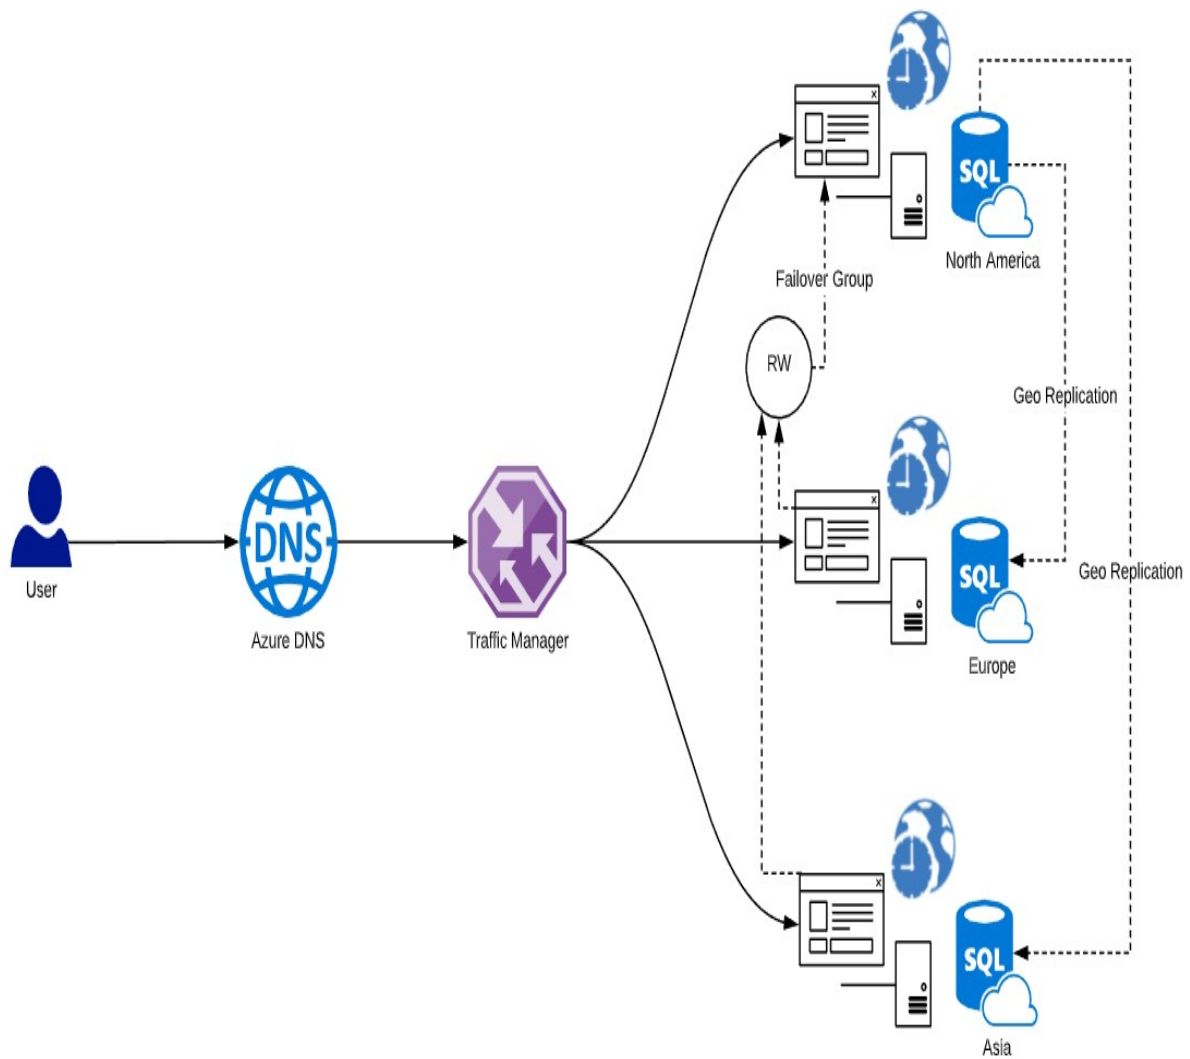 SQL
North America
Failover Group
RW
Geo Replication
User
DNS
Azure DNS
Traffic Manager
SQL
Europe
Geo Replication
SQL
Asia